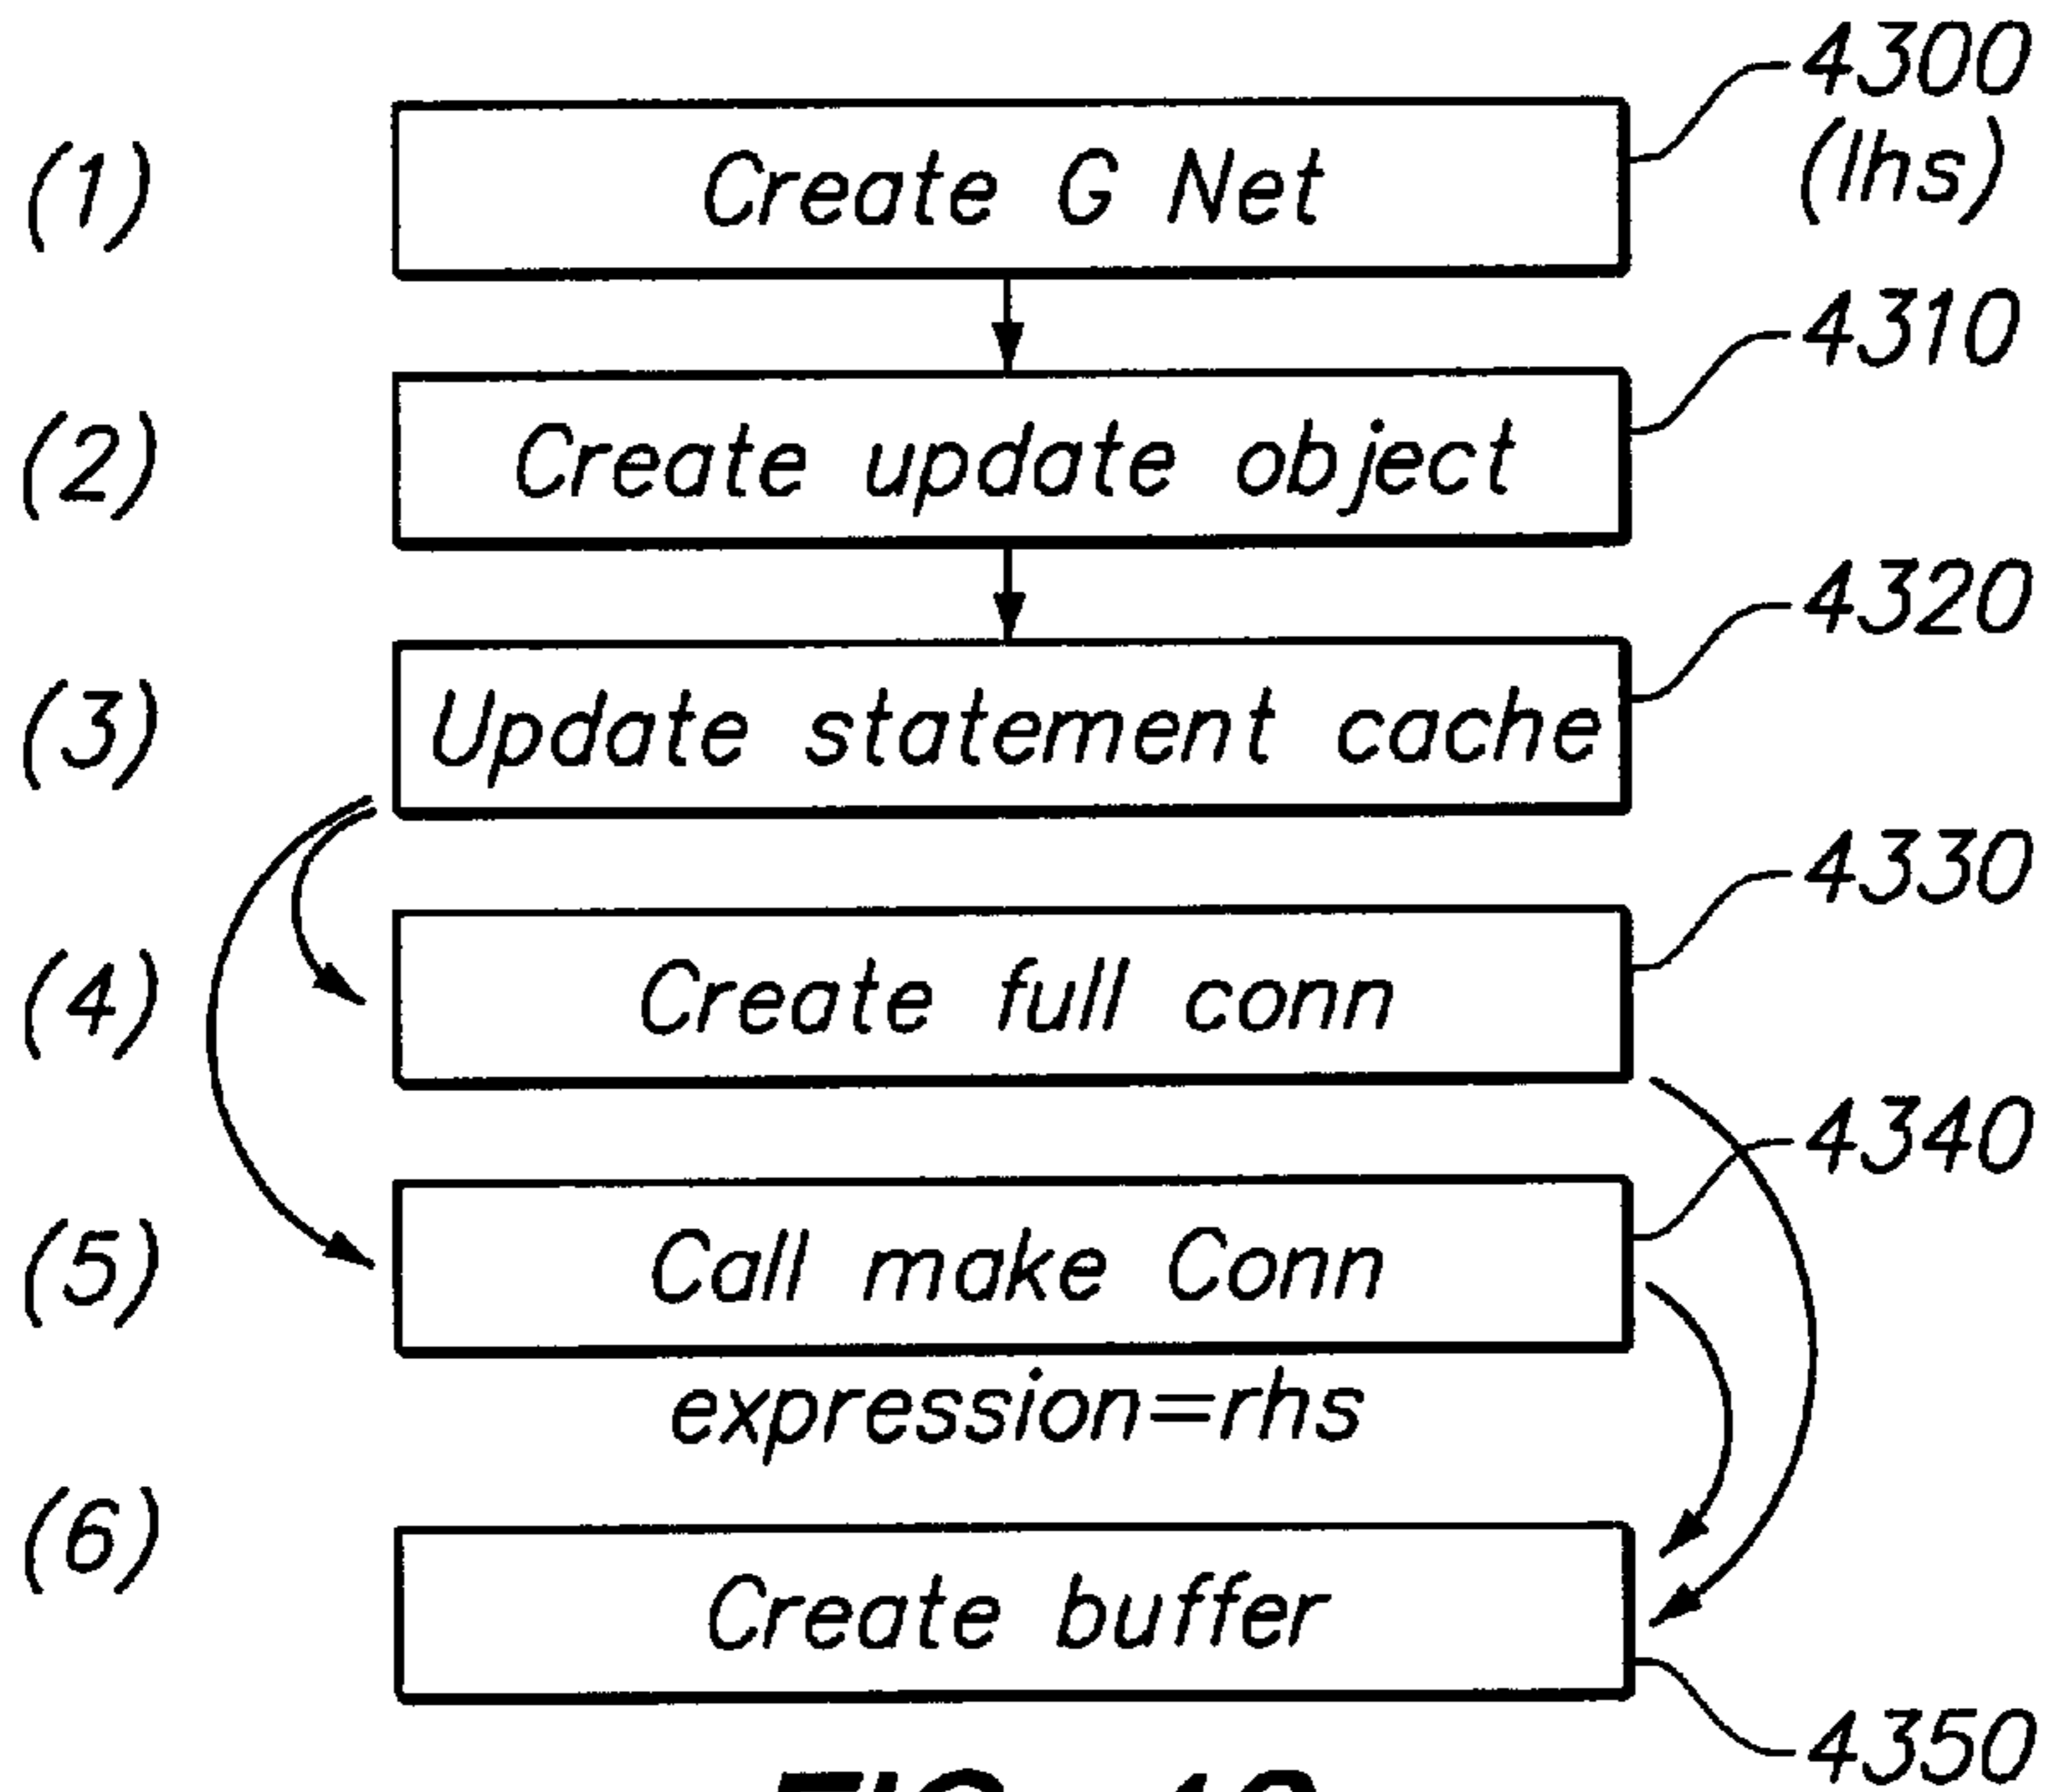 4300
(1) Create G Net (lhs)
4310
(2) Create update object
4320
(3) Update statement cache
4330
(4) Create full conn
4340
(5) Call make Conn
expression=rhs
(6) Create buffer
4350